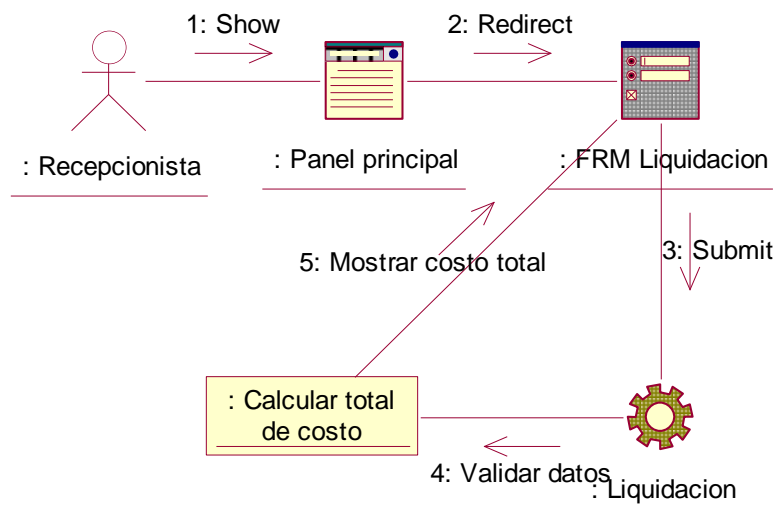 1: Show
2: Redirect
: Recepcionista
: Panel principal
: FRM Liquidacion
3: Submit
5: Mostrar costo total
: Calcular total
de costo
4: Validar datos
: Liquidacion